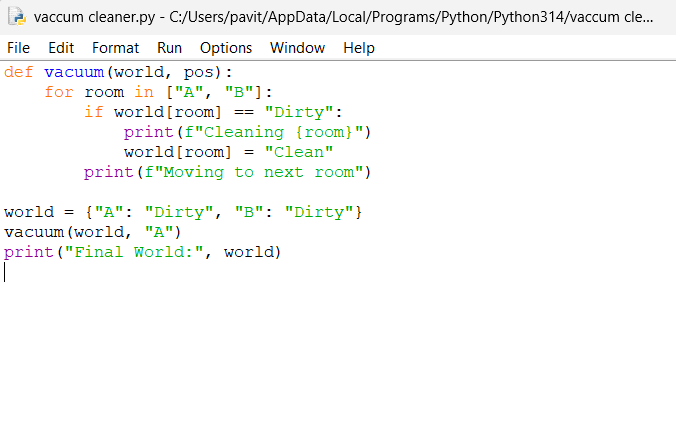 vaccum cleaner.py - C:/Users/pavit/AppData/Local/Programs/Python/Python314/vaccum cle...
File Edit Format Run Options Window Help
def vacuum(world, pos):
    for room in ["A", "B"]:
        if world[room] == "Dirty":
            print(f"Cleaning {room}")
            world[room] = "Clean"
        print(f"Moving to next room")

world = {"A": "Dirty", "B": "Dirty"}
vacuum(world, "A")
print("Final World:", world)